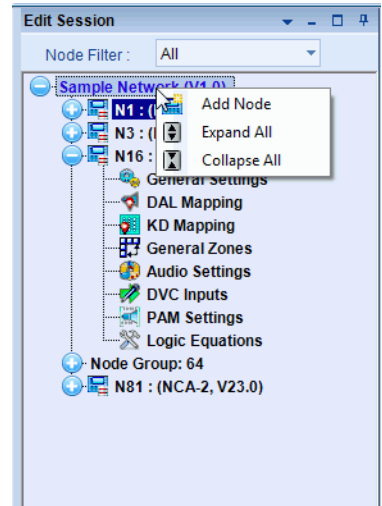 Edit Session
Node Filter : All
Sample Network (V1.0)
N1 : (
Add Node
N3 : (
Expand All
N16 :
Collapse All
General Settings
DAL Mapping
KD Mapping
General Zones
Audio Settings
DVC Inputs
PAM Settings
Logic Equations
Node Group: 64
N81 : (NCA-2, V23.0)